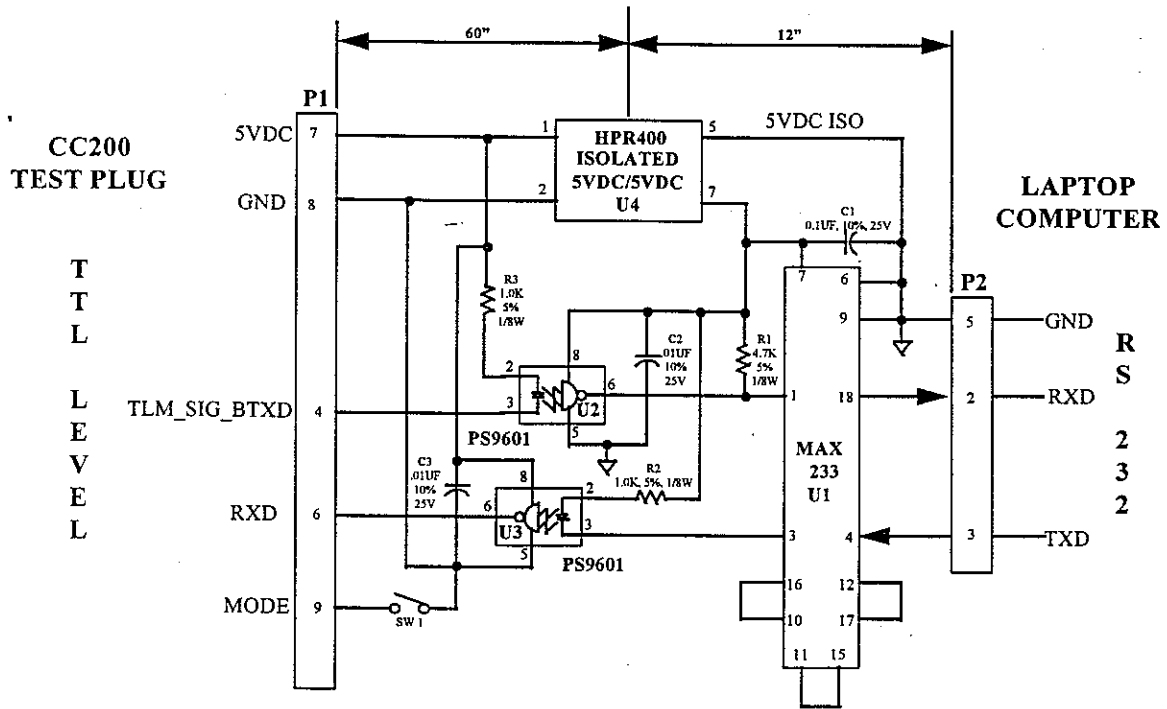 60"
12"
P1
5VDC
7
1
HPR400
ISOLATED
5VDC/5VDC
U4
5
5VDC ISO
CC200
TEST PLUG
GND
8
2
7
LAPTOP
COMPUTER
C1
0.1UF, 10%, 25V
TTL LEVEL
R3
1.0K
5%
1/8W
7
6
9
P2
5
GND
C2
.01UF
10%
25V
R1
4.7K
5%
1/8W
RS 232
2
8
6
3
U2
5
PS9601
TLM_SIG_BTXD
4
1
18
2
RXD
MAX
233
U1
C3
.01UF
10%
25V
R2
1.0K, 5%, 1/8W
8
2
6
U3
3
5
PS9601
RXD
6
3
4
3
TXD
MODE
9
SW 1
16
12
10
17
11
15